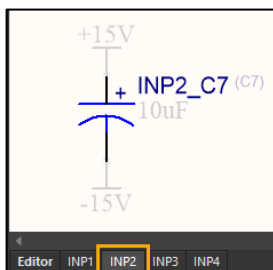 +15V
+ INP2_C7 (C7)
10uF
-15V
Editor INP1 INP2 INP3 INP4